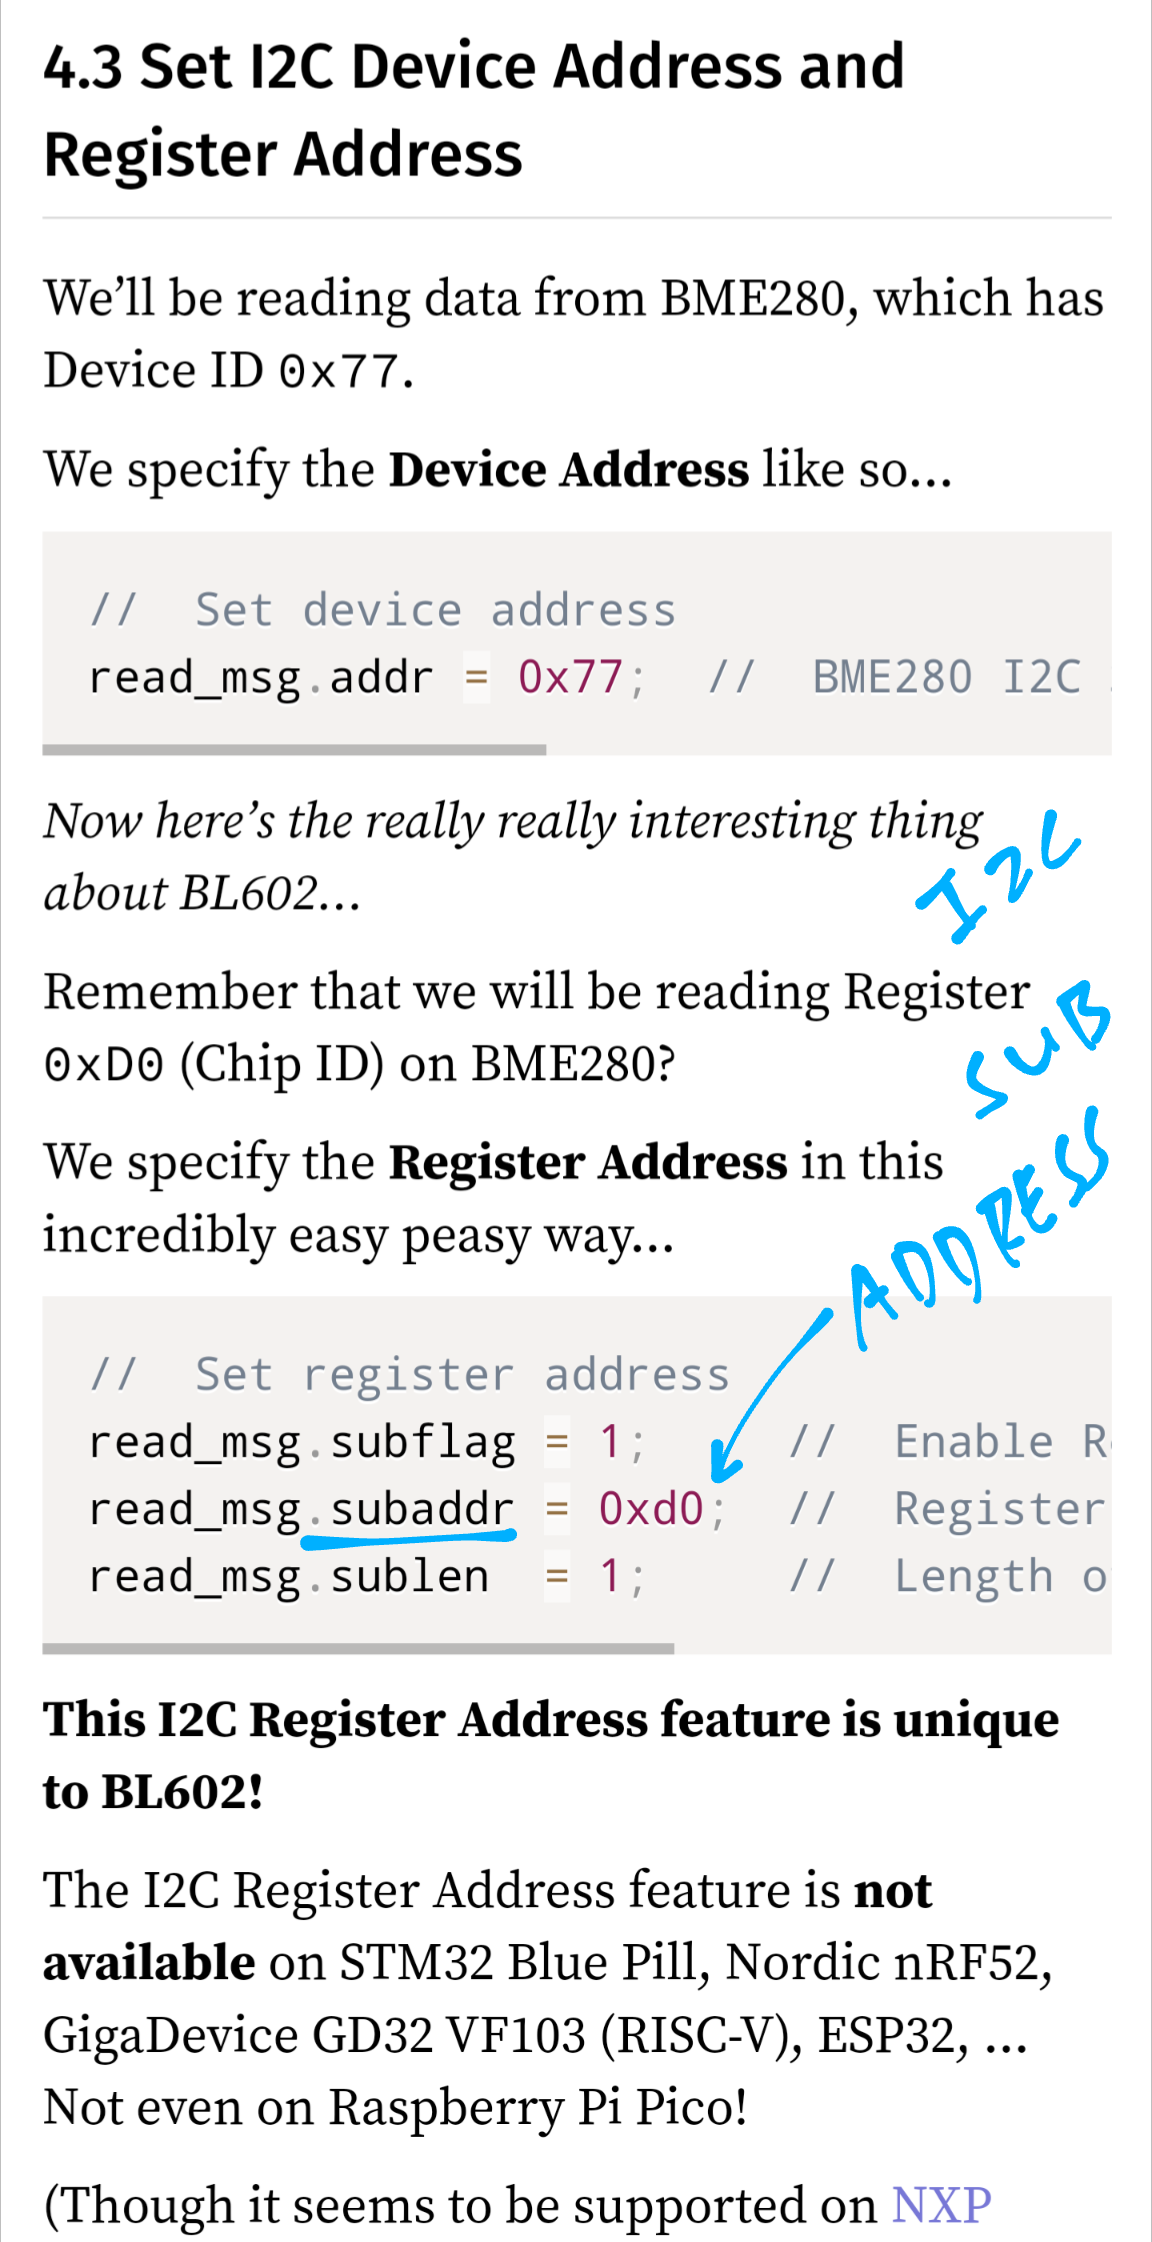 4.3 Set I2C Device Address and
Register Address
We’ll be reading data from BME280, which has
Device ID 0x77.
We specify the Device Address like so…
//  Set device address
read_msg.addr = 0x77;  //  BME280 I2C
Now here’s the really really interesting thing
about BL602…
I2C
Remember that we will be reading Register
0xD0 (Chip ID) on BME280?
SUB
We specify the Register Address in this
incredibly easy peasy way…
ADDRESS
//  Set register address
read_msg.subflag = 1;     //  Enable R
read_msg.subaddr = 0xd0;  //  Register
read_msg.sublen  = 1;     //  Length o
This I2C Register Address feature is unique
to BL602!
The I2C Register Address feature is not
available on STM32 Blue Pill, Nordic nRF52,
GigaDevice GD32 VF103 (RISC-V), ESP32, …
Not even on Raspberry Pi Pico!
(Though it seems to be supported on NXP